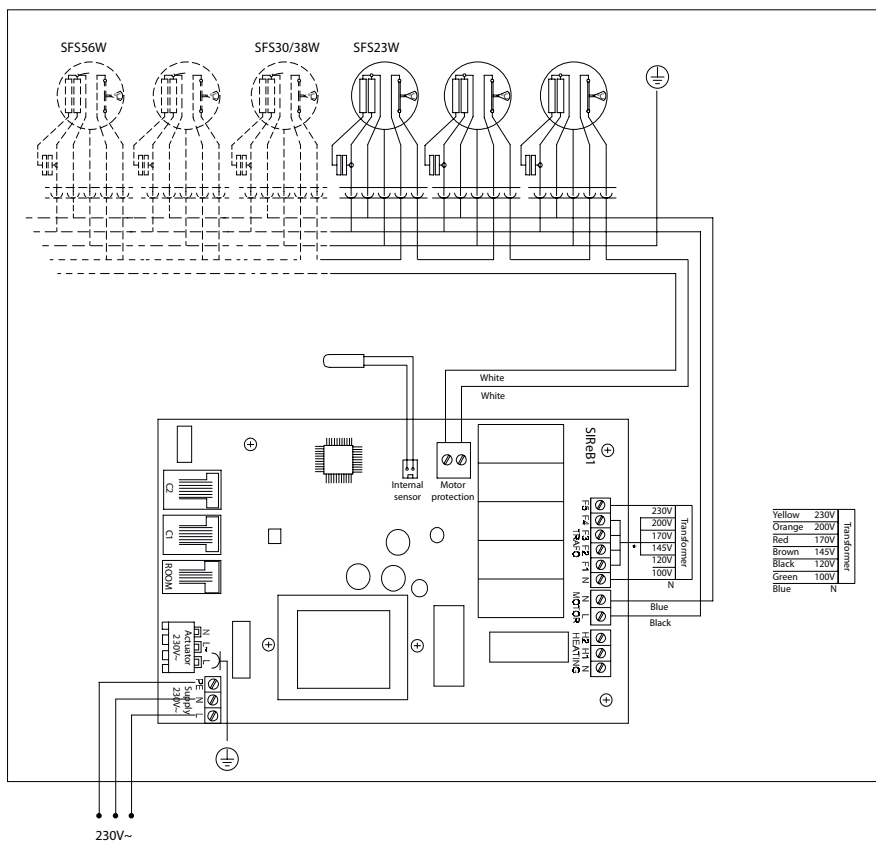 SFS56W
SFS30/38W
SFS23W
White
White
SIReB1
Internal
sensor
Motor
protection
C2
C1
ROOM
F5
F4
F3
F2
F1
N
TRAFO
230V
200V
170V
145V
120V
100V
N
*
Transformer
N
L
MOTOR
Blue
Black
H2
H1
N
HEATING
Yellow 230V
Orange 200V
Red 170V
Brown 145V
Black 120V
Green 100V
Blue N
Transformer
Actuator
230V~
N
L
L
PE
N
L
Supply
230V~
230V~